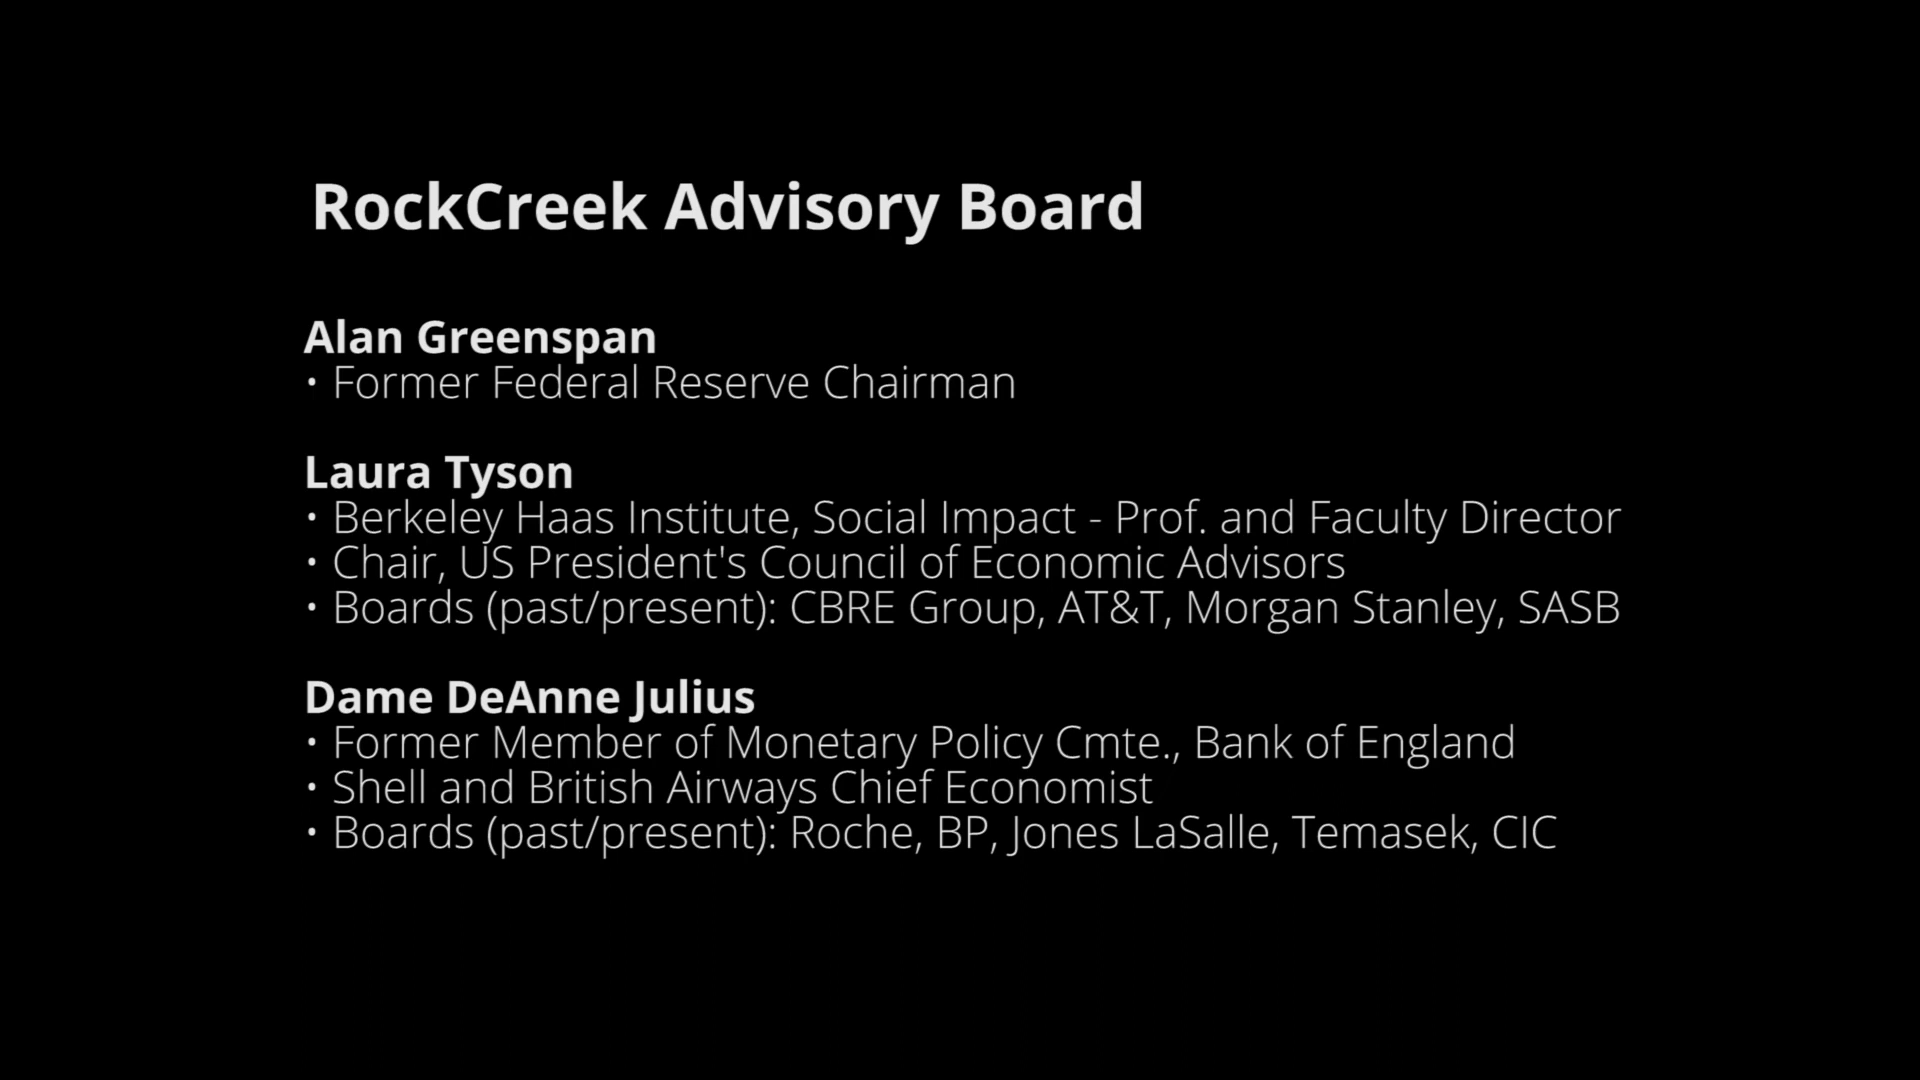 RockCreek Advisory Board
Alan Greenspan
• Former Federal Reserve Chairman
Laura Tyson
• Berkeley Haas Institute, Social Impact - Prof. and Faculty Director
• Chair, US President's Council of Economic Advisors
• Boards (past/present): CBRE Group, AT&T, Morgan Stanley, SASB
Dame DeAnne Julius
• Former Member of Monetary Policy Cmte., Bank of England
• Shell and British Airways Chief Economist
• Boards (past/present): Roche, BP, Jones LaSalle, Temasek, CIC